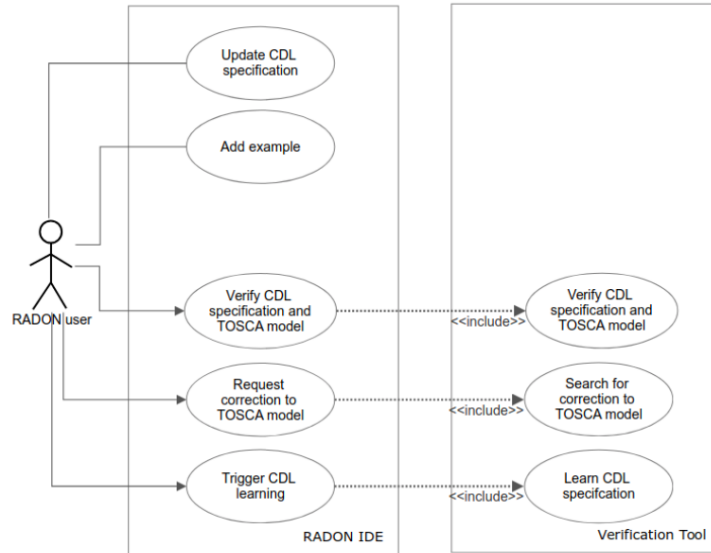 Update CDL
specification
Add example
RADON user
Verify CDL
specification and
TOSCA model
<<include>>
Verify CDL
specification and
TOSCA model
Request
correction to
TOSCA model
<<include>>
Search for
correction to
TOSCA model
Trigger CDL
learning
<<include>>
Learn CDL
specifcation
RADON IDE
Verification Tool